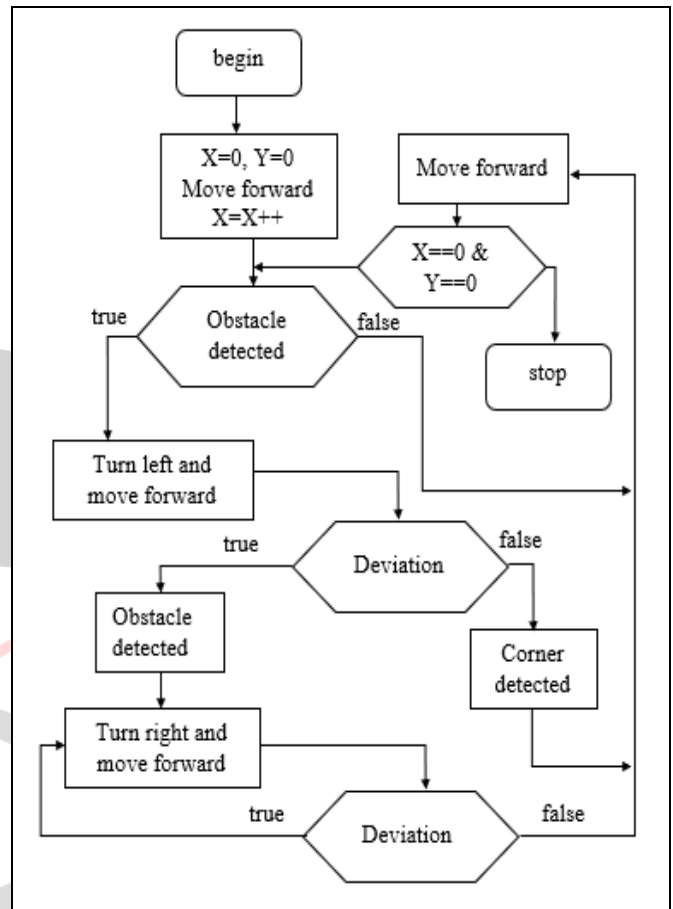 begin
X=0, Y=0
Move forward
X=X++
Move forward
X==0 &
Y==0
true
Obstacle
detected
false
stop
Turn left and
move forward
true
Deviation
false
Obstacle
detected
Corner
detected
Turn right and
move forward
true
Deviation
false